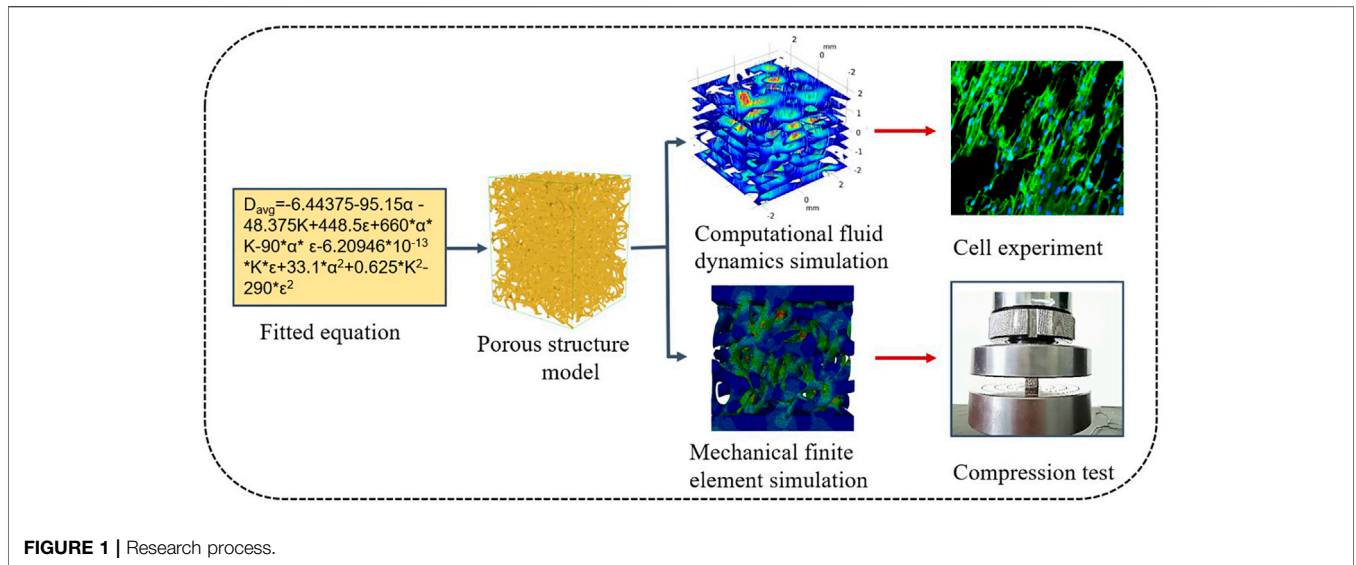 D_avg=-6.44375-95.15α -
48.375K+448.5ε+660*α*
K-90*α* ε-6.20946*10⁻¹³
*K*ε+33.1*α²+0.625*K²-
290*ε²
Fitted equation
Porous structure
model
2
mm
0
-2
2
1
0
-1
-2
2
0
mm
-2
Computational fluid
dynamics simulation
Cell experiment
Mechanical finite
element simulation
Compression test
FIGURE 1 | Research process.